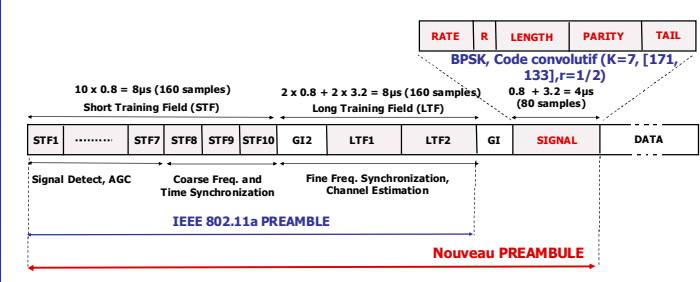 RATE R LENGTH PARITY TAIL
BPSK, Code convolutif (K=7, [171,
133],r=1/2)
10 x 0.8 = 8µs (160 samples)
2 x 0.8 + 2 x 3.2 = 8µs (160 samples)
0.8 + 3.2 = 4µs
(80 samples)
Short Training Field (STF)
Long Training Field (LTF)
STF1 ......... STF7 STF8 STF9 STF10 GI2 LTF1 LTF2 GI SIGNAL DATA
Signal Detect, AGC
Coarse Freq. and
Time Synchronization
Fine Freq. Synchronization,
Channel Estimation
IEEE 802.11a PREAMBLE
Nouveau PREAMBULE